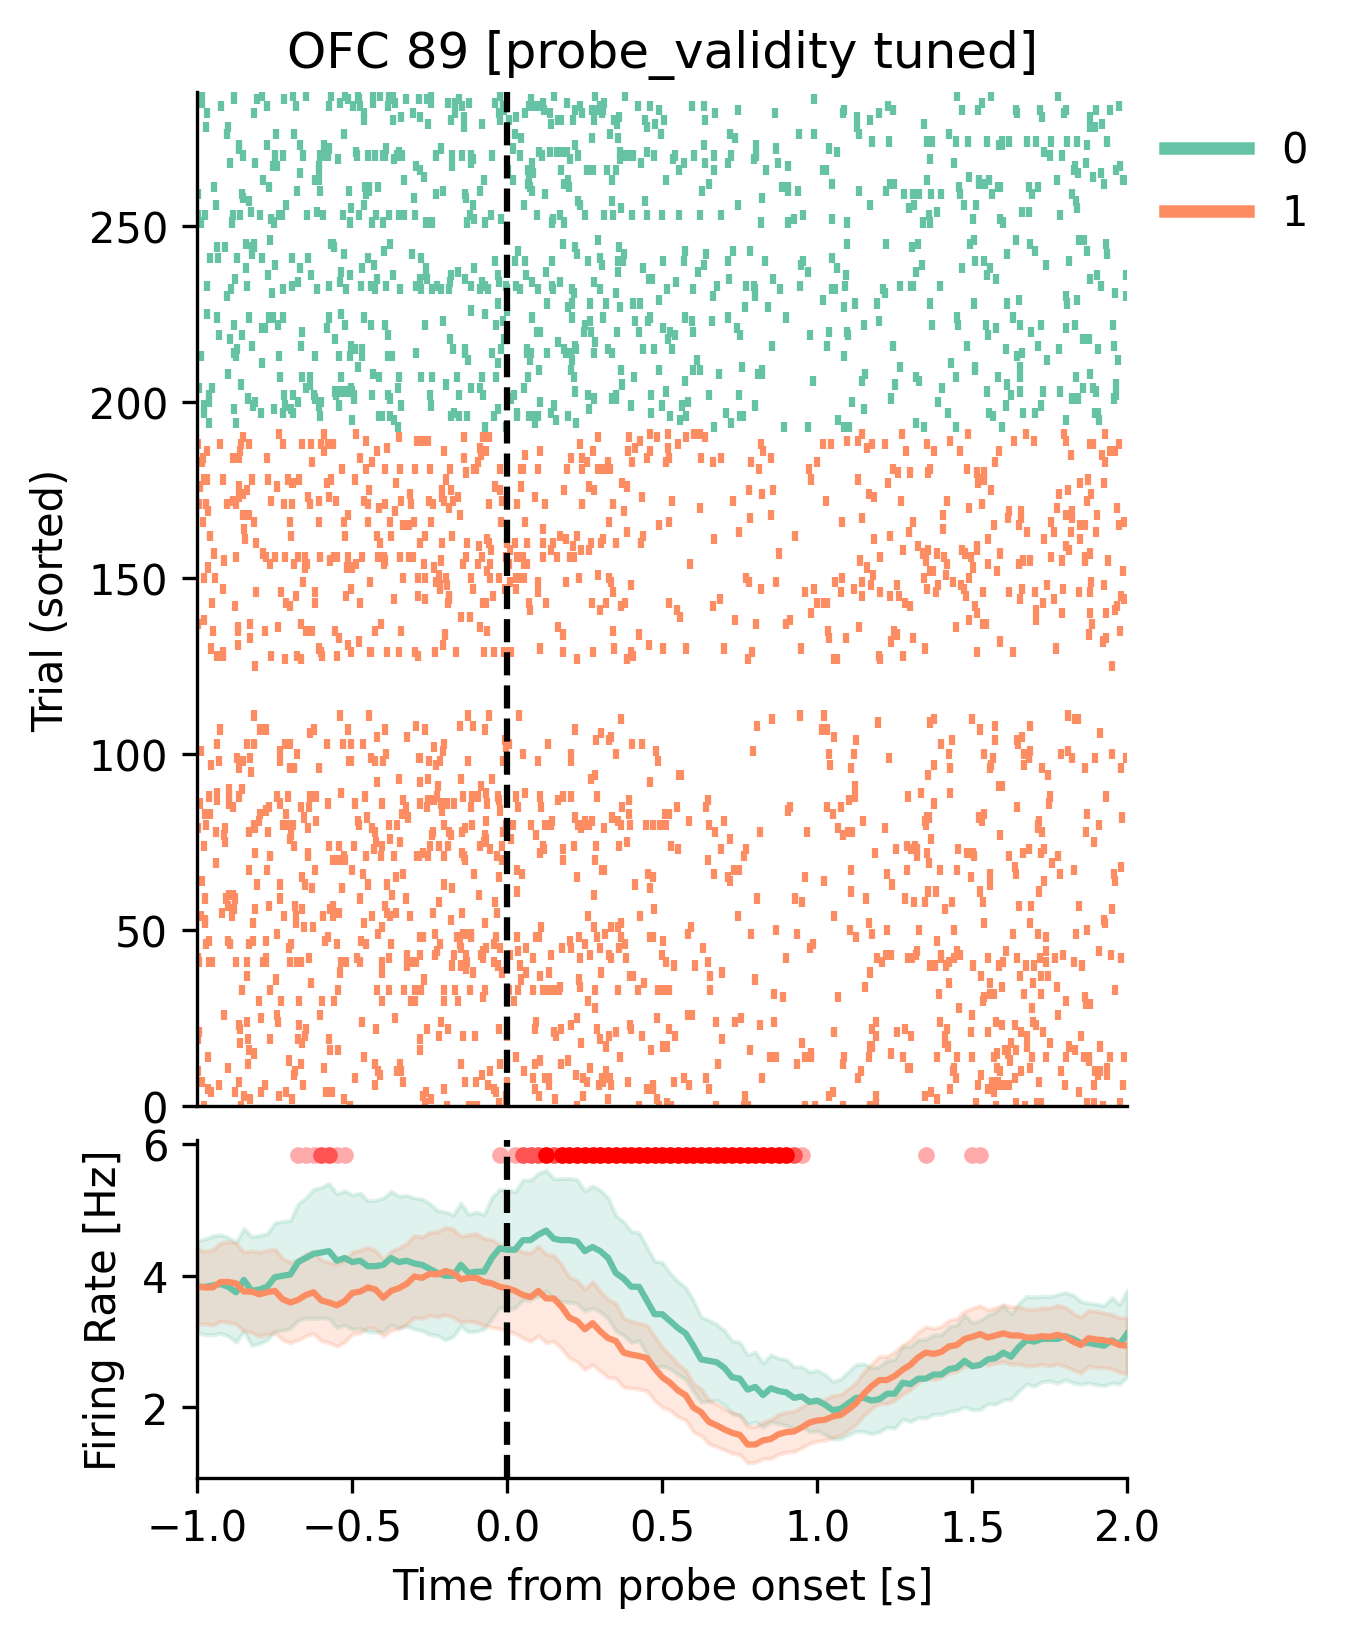 OFC 89 [probe_validity tuned]
0
1
250
200
150
100
50
0
Trial (sorted)
6
4
2
Firing Rate [Hz]
−1.0 −0.5 0.0 0.5 1.0 1.5 2.0
Time from probe onset [s]